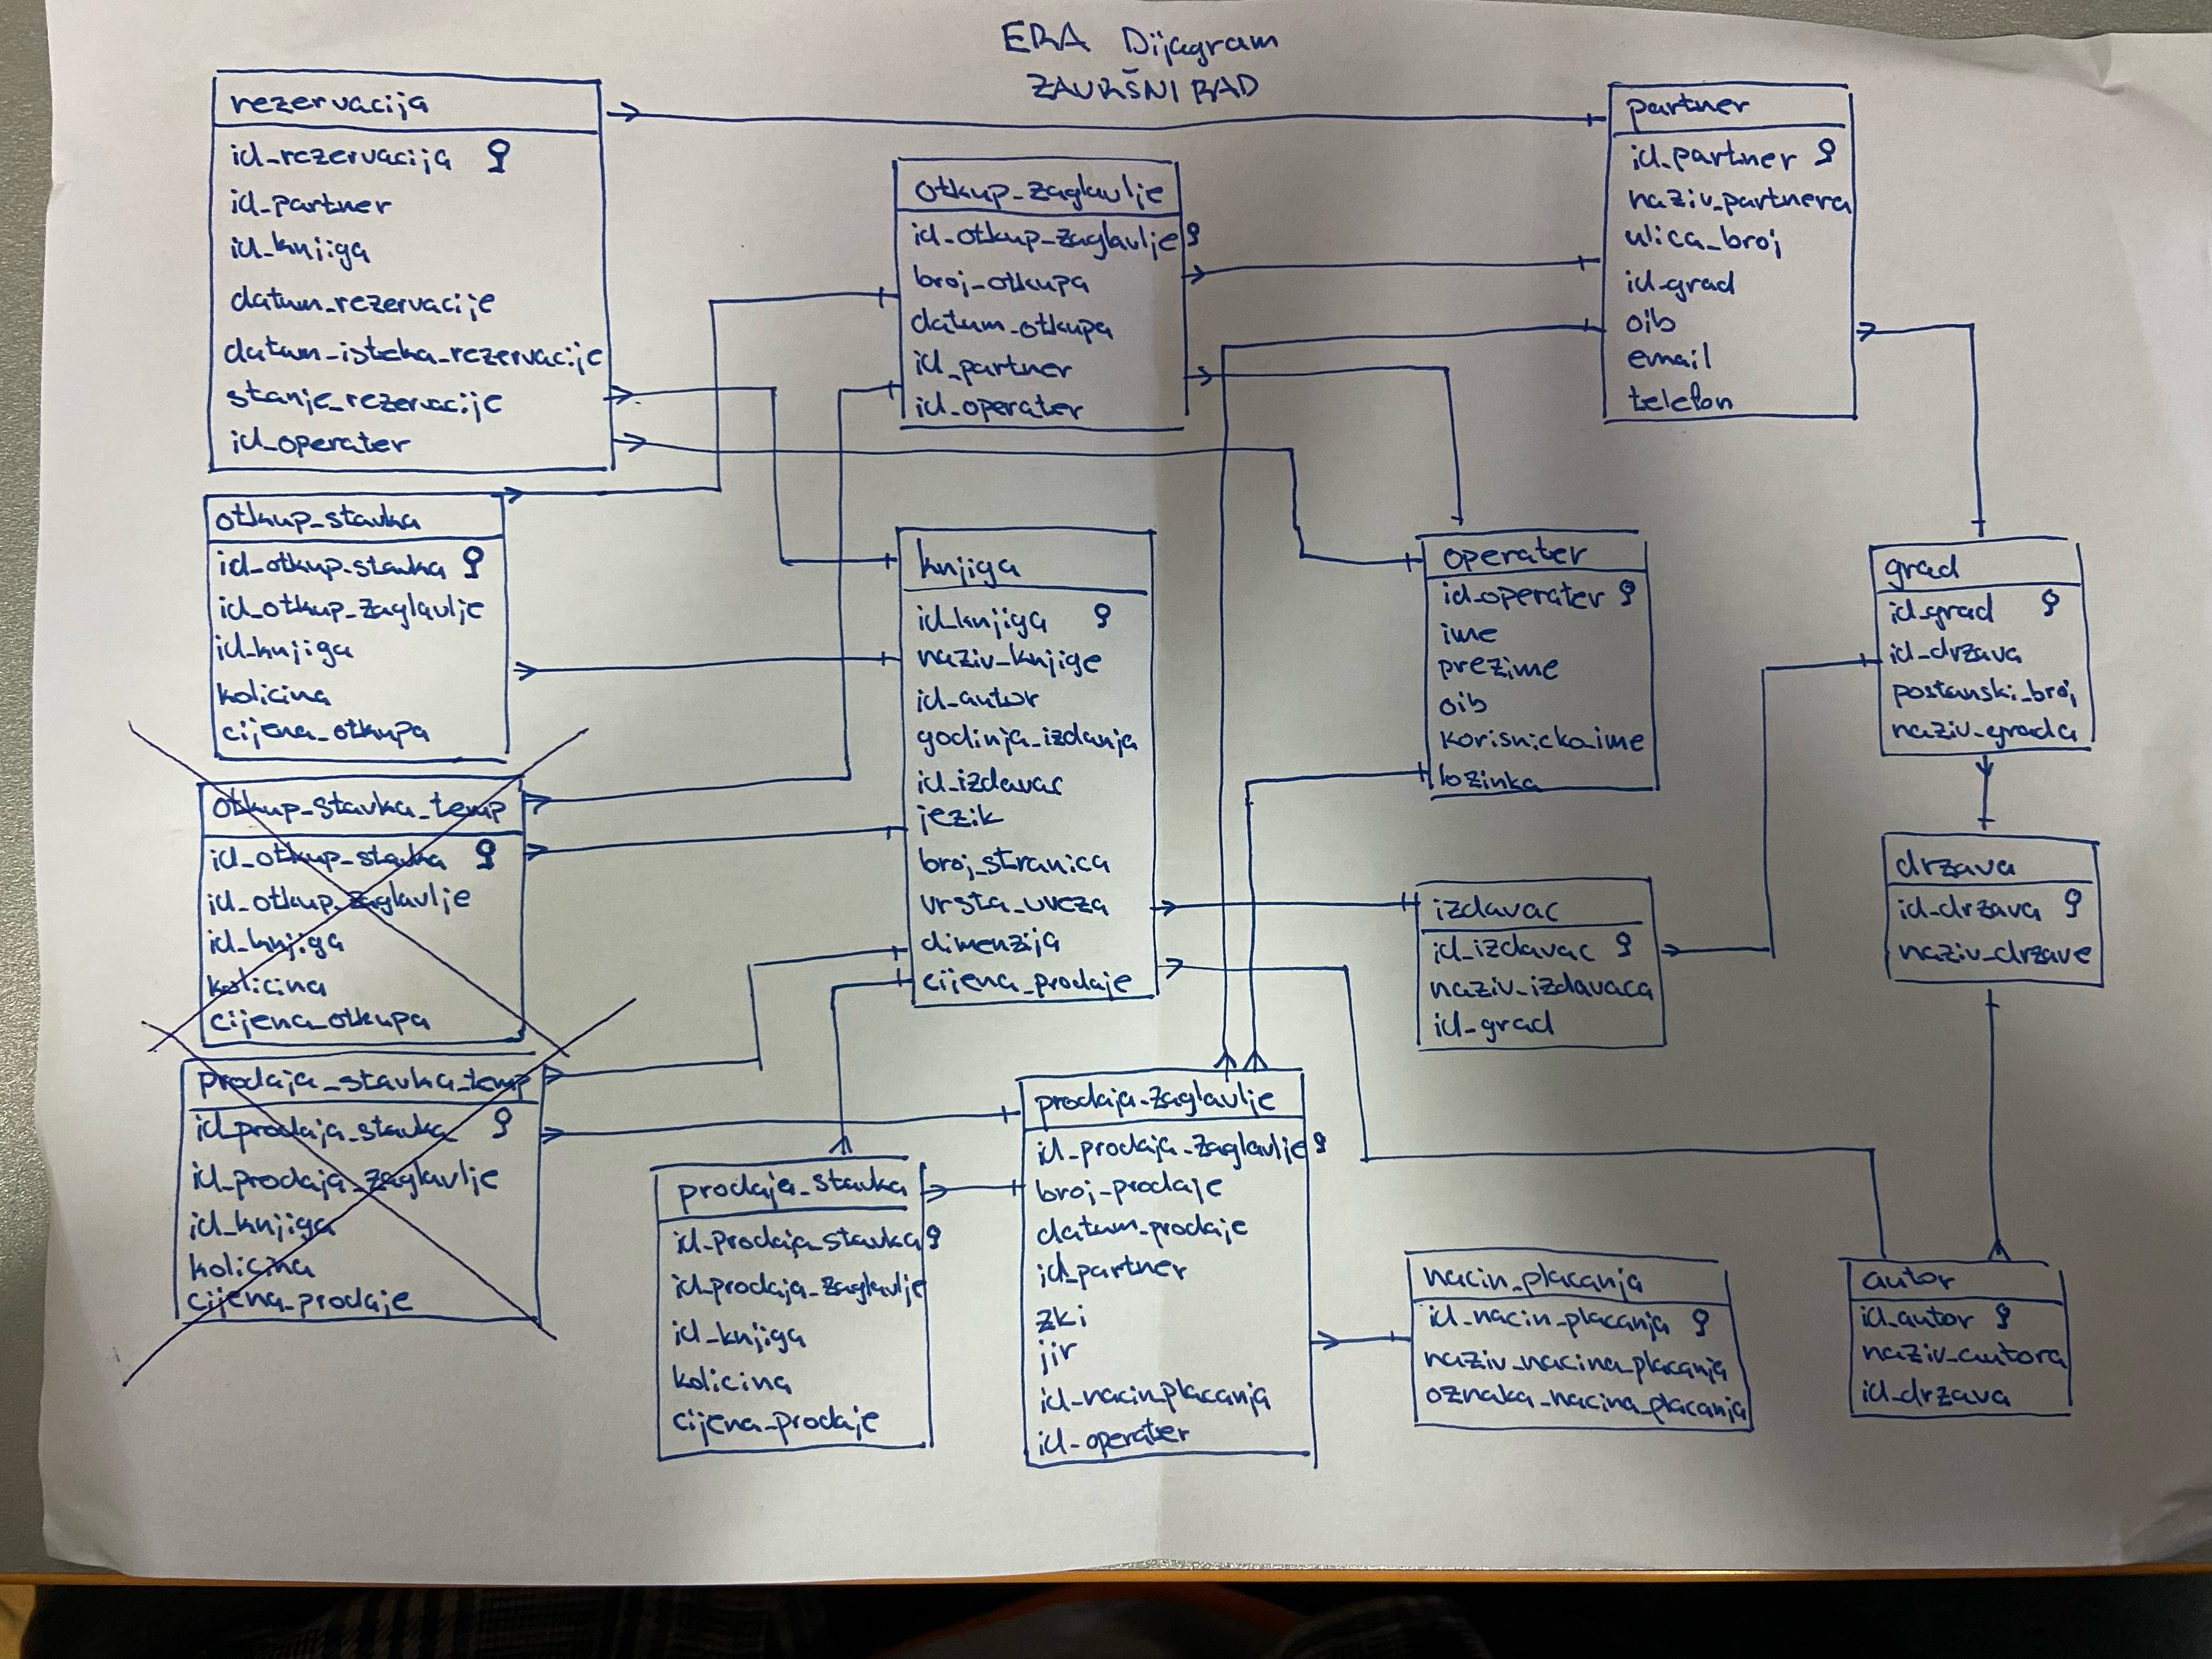 ERA Dijagram
ZAVRŠNI RAD
rezervacija
id_rezervacija
id_partner
id_knjiga
datum_rezervacije
datum_isteka_rezervacije
stanje_rezervacije
id_operater
otkup_zaglavlje
id_otkup_zaglavlje
broj_otkupa
datum_otkupa
id_partner
id_operater
partner
id_partner
naziv_partnera
ulica_broj
id_grad
oib
email
telefon
otkup_stavka
id_otkup_stavka
id_otkup_zaglavlje
id_knjiga
kolicina
cijena_otkupa
knjiga
id_knjiga
naziv_knjige
id_autor
godinja_izdanja
id_izdavac
jezik
broj_stranica
vrsta_uveza
dimenzija
cijena_prodaje
operater
id_operater
ime
prezime
oib
korisnicko_ime
lozinka
grad
id_grad
id_drzava
postanski_broj
naziv_grada
otkup_stavka_temp
id_otkup_stavka
id_otkup_zaglavlje
id_knjiga
kolicina
cijena_otkupa
izdavac
id_izdavac
naziv_izdavaca
id_grad
drzava
id_drzava
naziv_drzave
prodaja_stavka_temp
id_prodaja_stavka
id_prodaja_zaglavlje
id_knjiga
kolicina
cijena_prodaje
prodaja_stavka
id_prodaja_stavka
id_prodaja_zaglavlje
id_knjiga
kolicina
cijena_prodaje
prodaja_zaglavlje
id_prodaja_zaglavlje
broj_prodaje
datum_prodaje
id_partner
zki
jir
id_nacin_placanja
id_operater
nacin_placanja
id_nacin_placanja
naziv_nacina_placanja
oznaka_nacina_placanja
autor
id_autor
naziv_autora
id_drzava